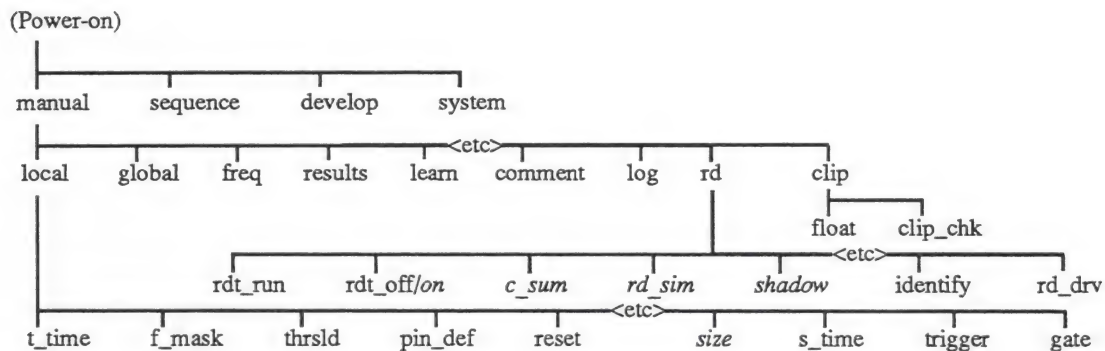 (Power-on)
manual sequence develop system
<etc>
local global freq results learn comment log rd clip
float clip_chk
<etc>
rdt_run rdt_off/on c_sum rd_sim shadow identify rd_drv
<etc>
t_time f_mask thrsld pin_def reset size s_time trigger gate